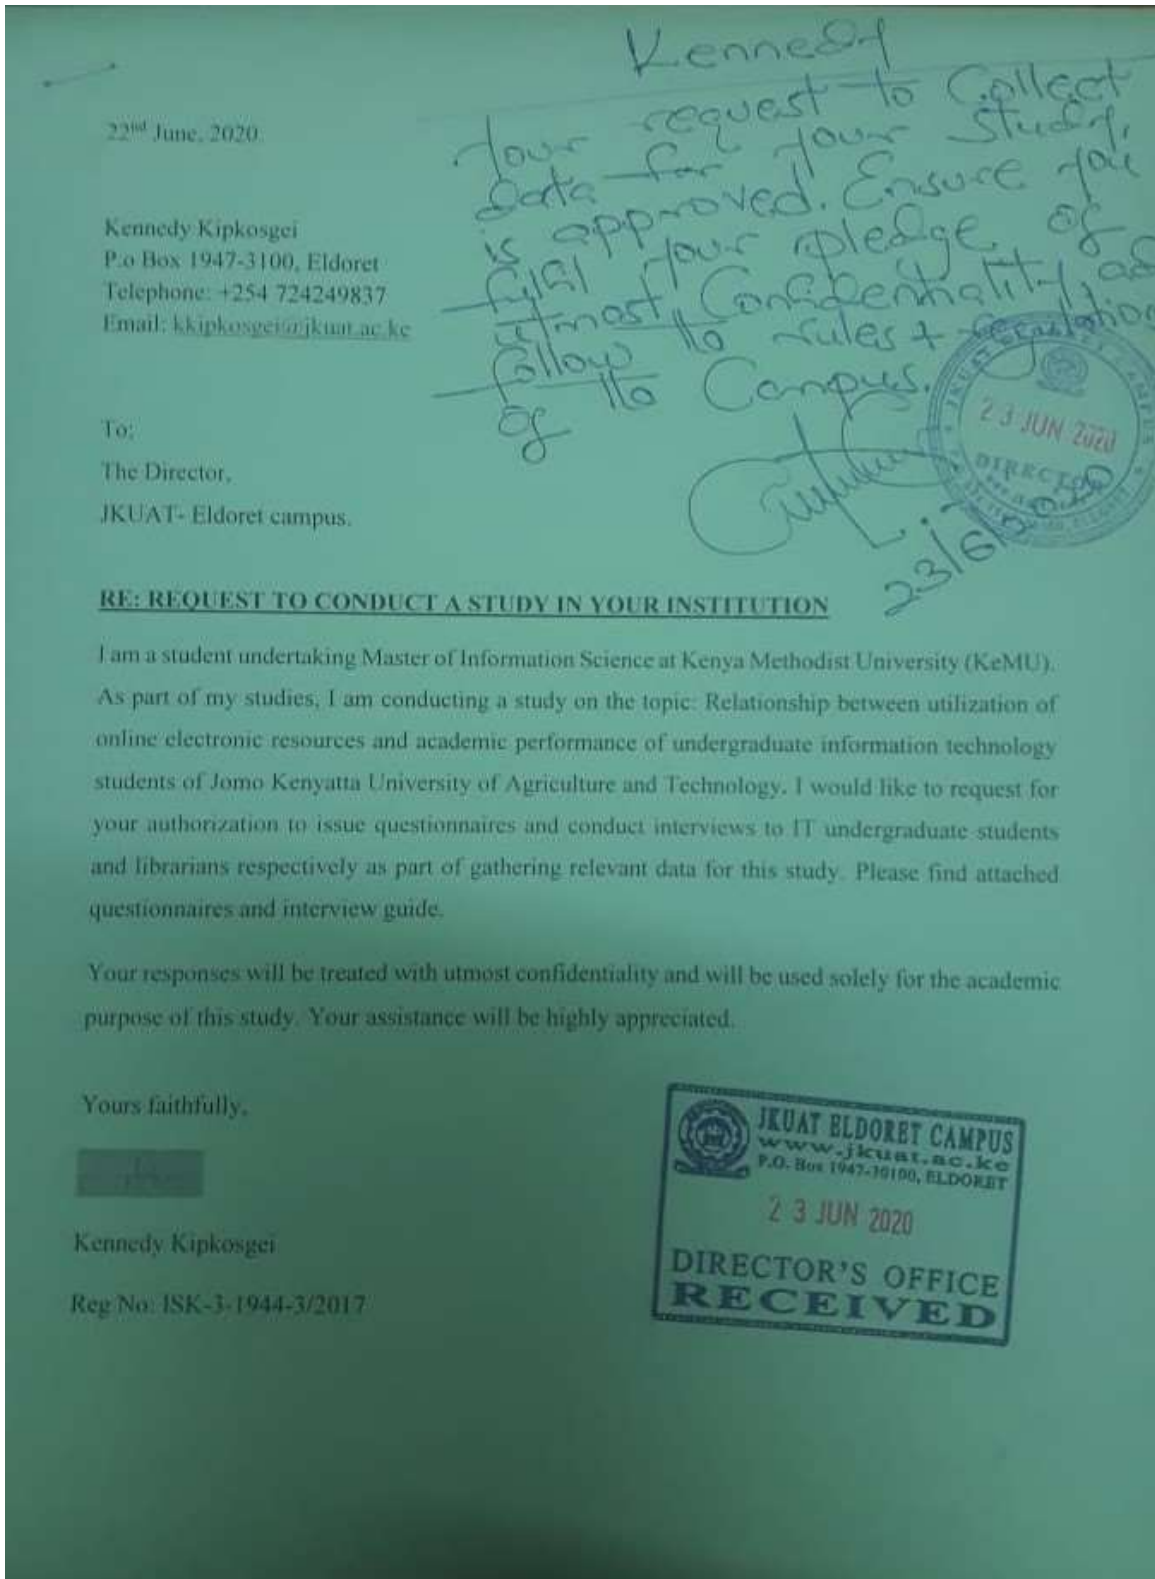 Kennedy
Your request to Collect
data for your study,
is approved. Ensure you
fulfil your pledge of
utmost Confidentiality, ad
follow the rules + regulation
of the Campus.
22nd June, 2020
Kennedy Kipkosgei
P.o Box 1947-3100, Eldoret
Telephone: +254 724249837
Email: kkipkosgei@jkuat.ac.ke
To;
The Director,
JKUAT- Eldoret campus.
JKUAT ELDORET CAMPUS
23 JUN 2020
DIRECTOR
23/6/2020
RE: REQUEST TO CONDUCT A STUDY IN YOUR INSTITUTION
I am a student undertaking Master of Information Science at Kenya Methodist University (KeMU).
As part of my studies, I am conducting a study on the topic: Relationship between utilization of
online electronic resources and academic performance of undergraduate information technology
students of Jomo Kenyatta University of Agriculture and Technology. I would like to request for
your authorization to issue questionnaires and conduct interviews to IT undergraduate students
and librarians respectively as part of gathering relevant data for this study. Please find attached
questionnaires and interview guide.
Your responses will be treated with utmost confidentiality and will be used solely for the academic
purpose of this study. Your assistance will be highly appreciated.
Yours faithfully,
Kennedy Kipkosgei
Reg No: ISK-3-1944-3/2017
JKUAT ELDORET CAMPUS
www.jkuat.ac.ke
P.O. Box 1947-30100, ELDORET
23 JUN 2020
DIRECTOR'S OFFICE
RECEIVED